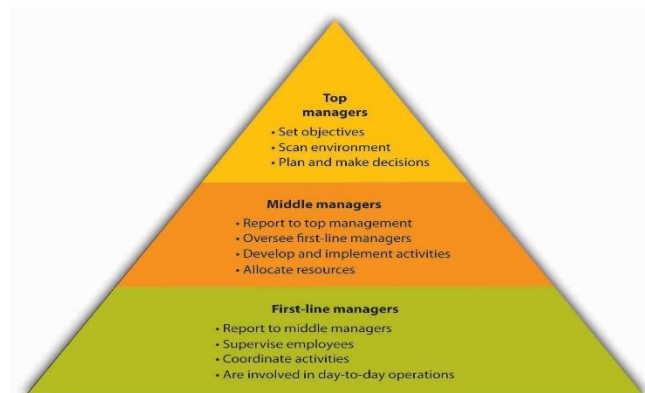 Top
managers
• Set objectives
• Scan environment
• Plan and make decisions
Middle managers
• Report to top management
• Oversee first-line managers
• Develop and implement activities
• Allocate resources
First-line managers
• Report to middle managers
• Supervise employees
• Coordinate activities
• Are involved in day-to-day operations